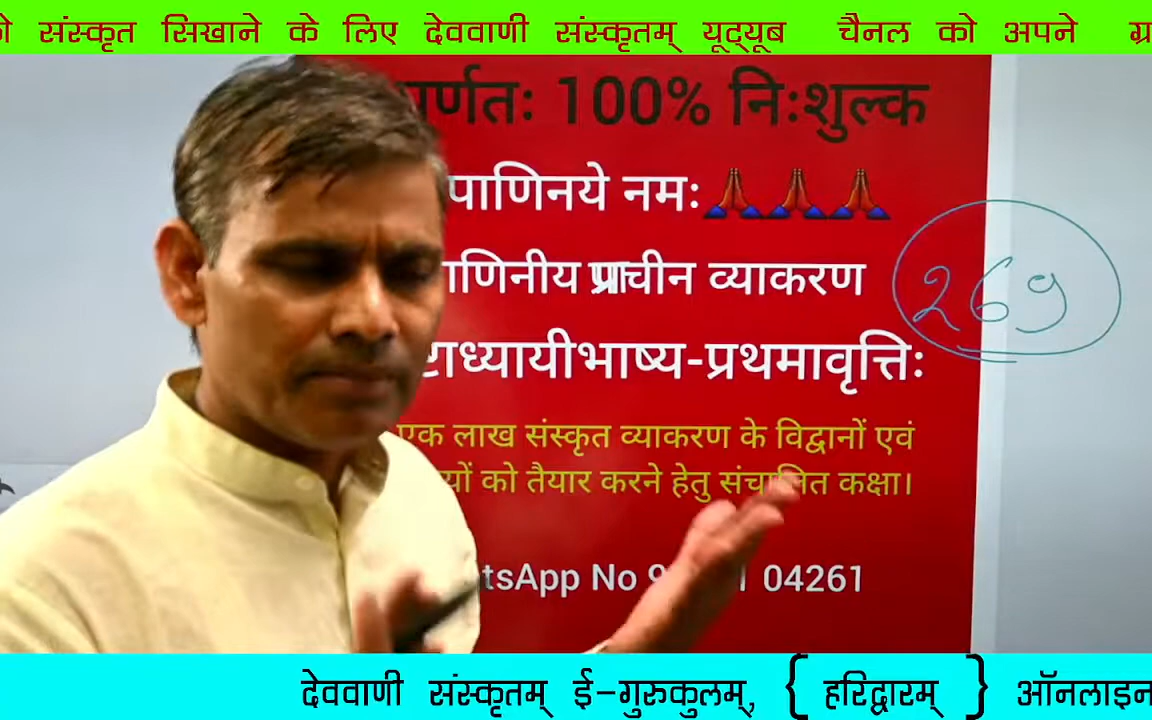 संस्कृत सिखाने के लिए देववाणी संस्कृतम् यूट्यूब चैनल को अपने
100% निःशुल्क
पाणिनये नमः🙏🙏🙏
प्राचीन व्याकरण
269
एक लाख संस्कृत व्याकरण के विद्वानों एवं
को तैयार करने हेतु संचालित कक्षा।
No 04261
देववाणी संस्कृतम् ई-गुरुकुलम्, { हरिद्वारम् } ऑनलाइन